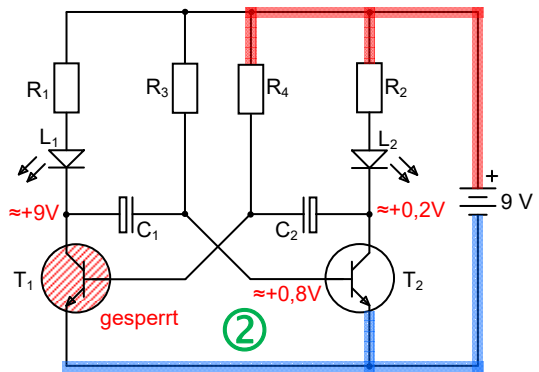 R1 R3 R4 R2
L1 L2
+
≈+9V C1 C2 ≈+0,2V 9 V
T1 ≈+0,8V T2
gesperrt ②